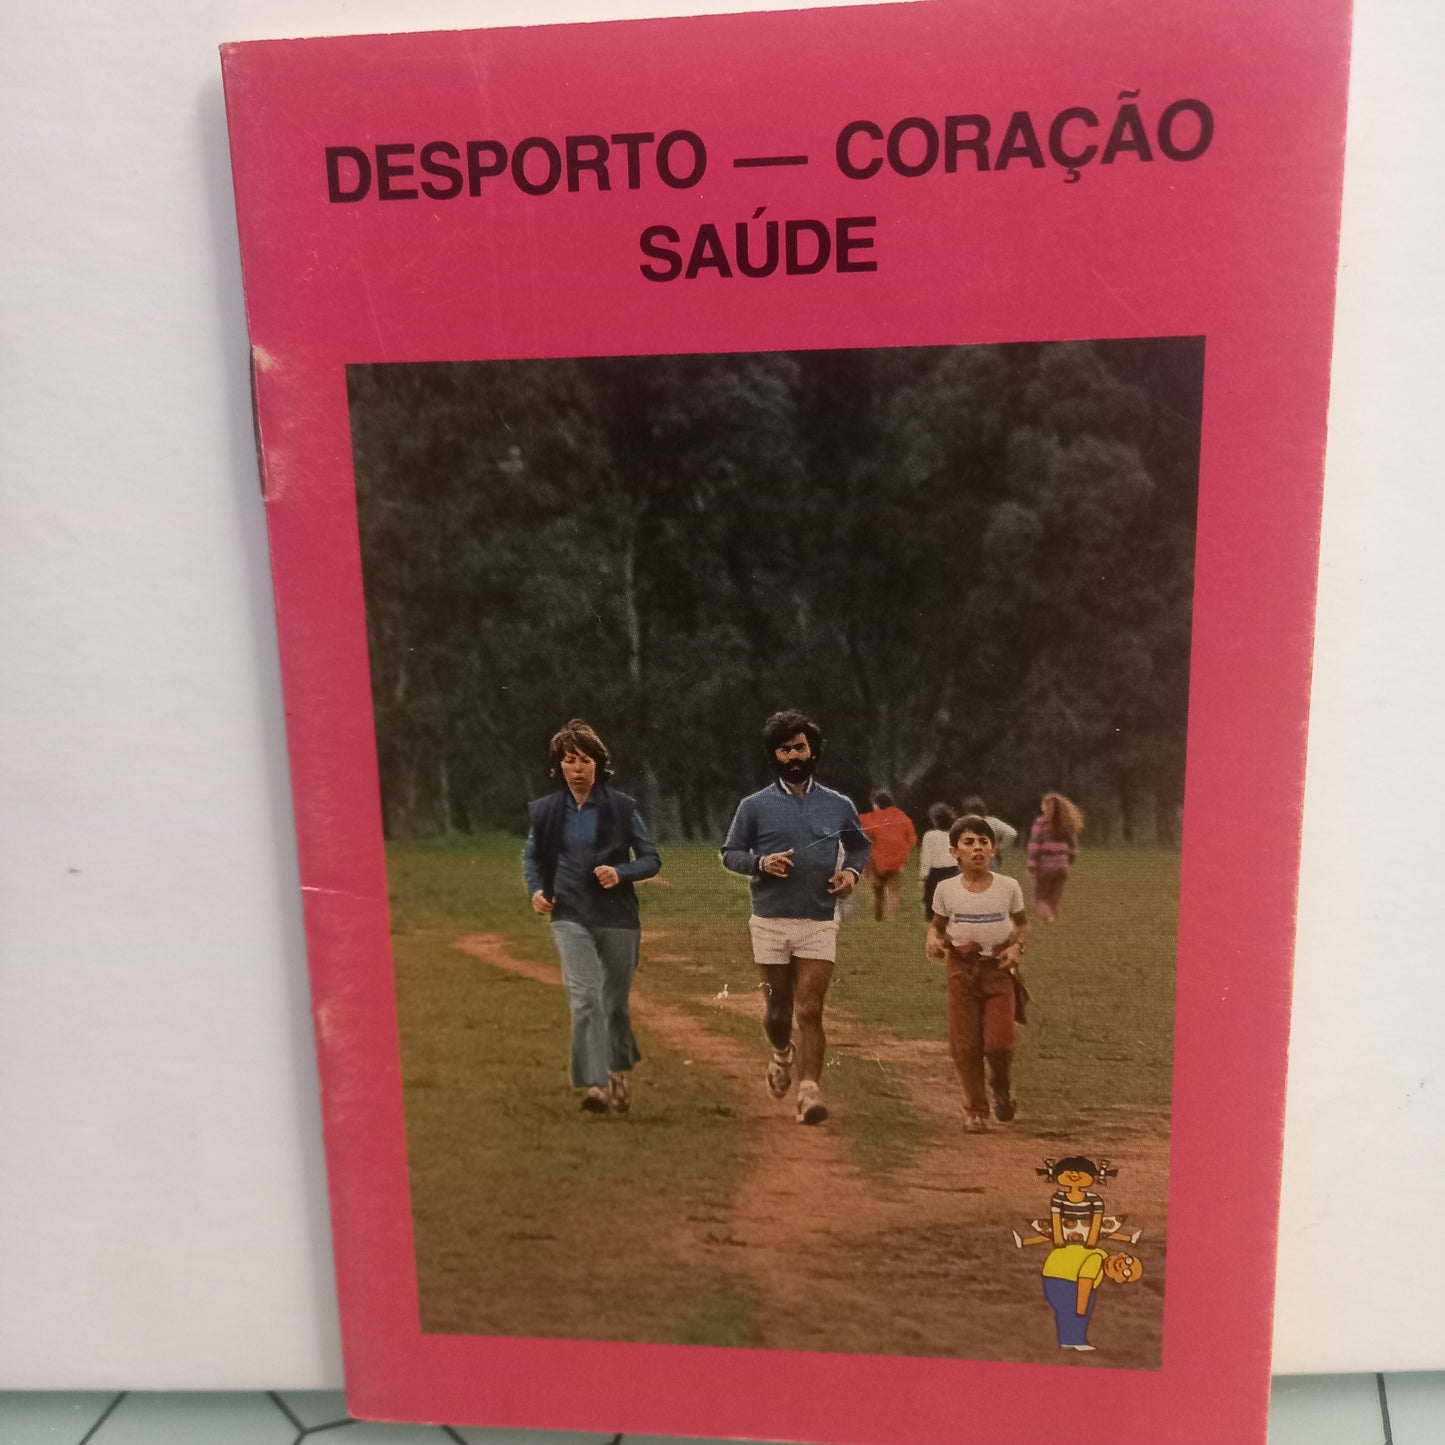 DESPORTO — CORAÇÃO
SAÚDE